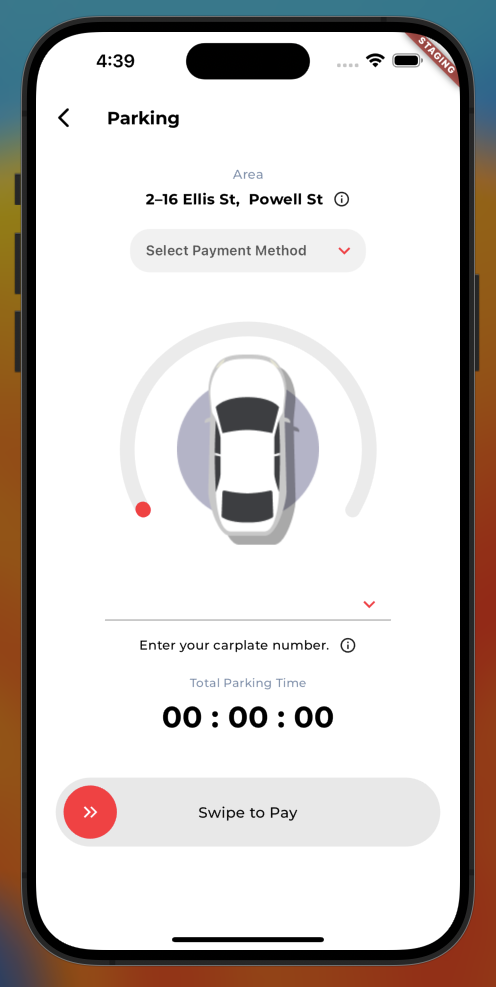 4:39
STAGING
Parking
Area
2–16 Ellis St,  Powell St
Select Payment Method
Enter your carplate number.
Total Parking Time
00 : 00 : 00
Swipe to Pay